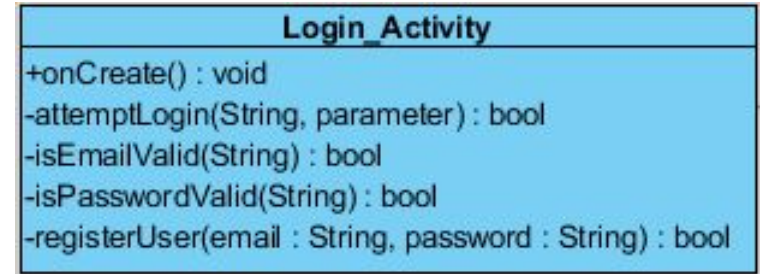 Login_Activity
+onCreate() : void
-attemptLogin(String, parameter) : bool
-isEmailValid(String) : bool
-isPasswordValid(String) : bool
-registerUser(email : String, password : String) : bool